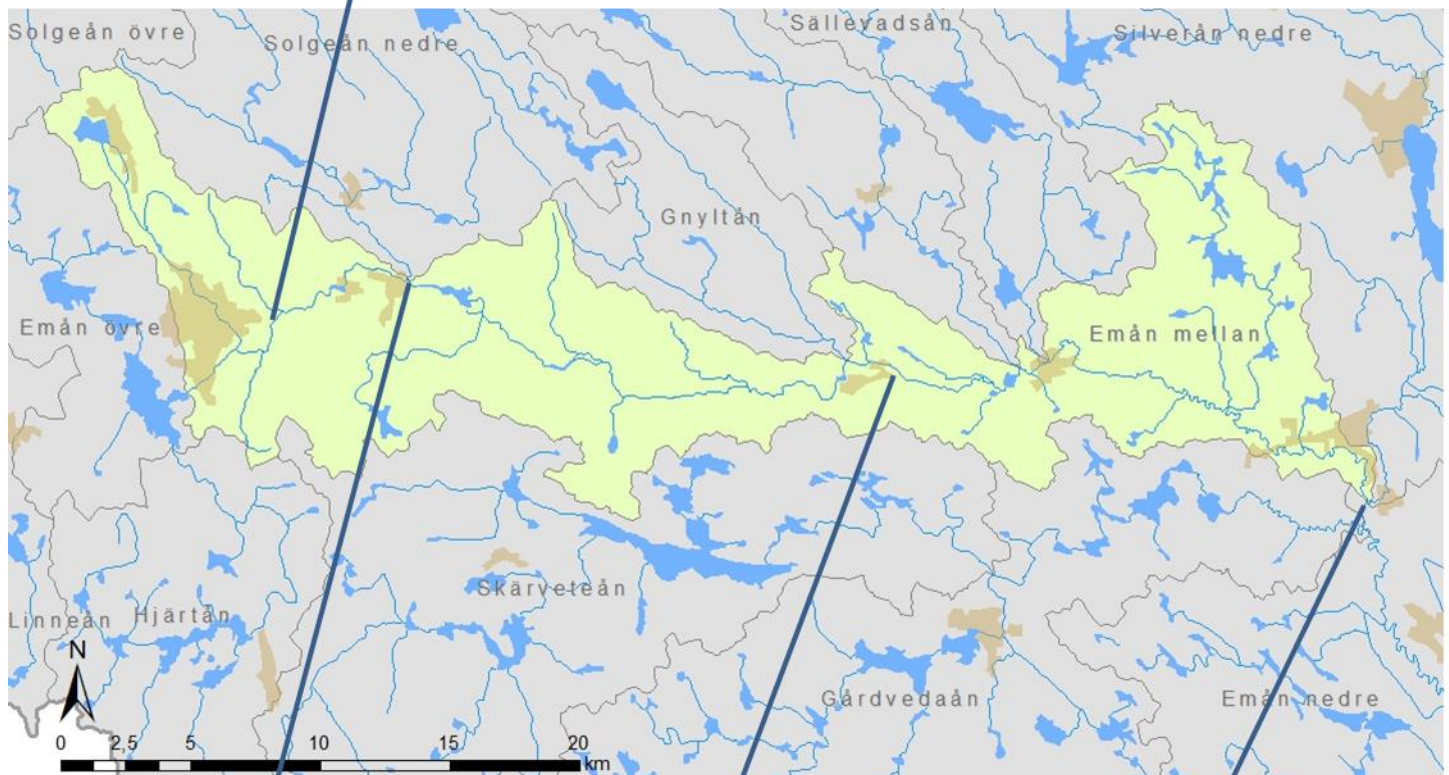 Solgeån övre
Solgeån nedre
Sällevadsån
Silverån nedre
Gnyltån
Emån övre
Emån mellan
Skärveteån
Linneån
Hjärtån
Gårdvedaån
Emån nedre
N
0 2,5 5 10 15 20
km